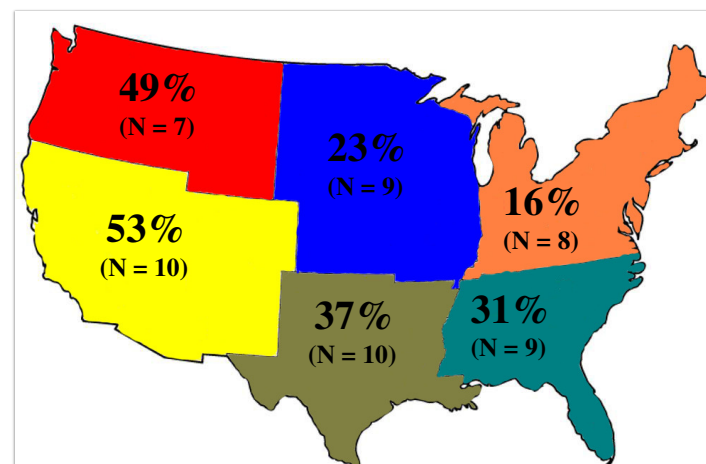 49%
(N = 7)
23%
(N = 9)
16%
(N = 8)
53%
(N = 10)
37%
(N = 10)
31%
(N = 9)